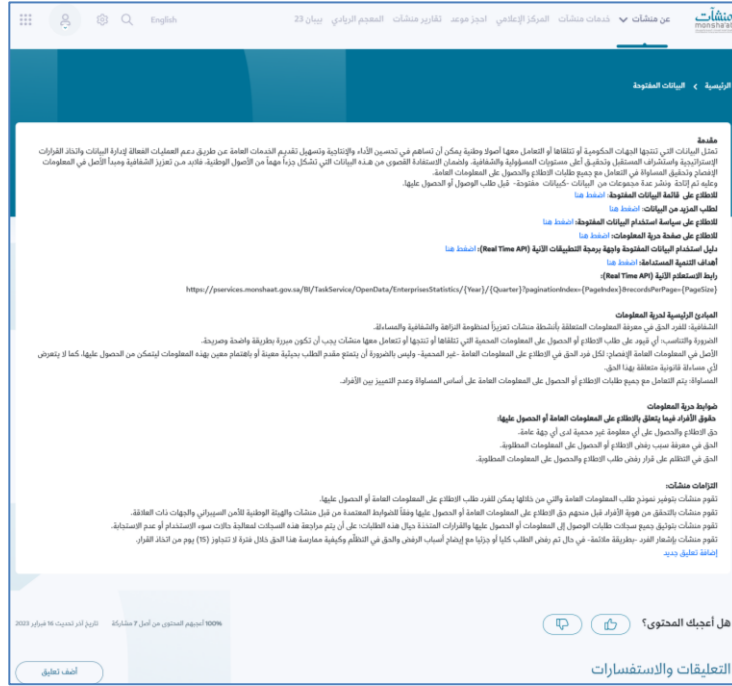 منشآت
monsha'at
عن منشآت خدمات منشآت المركز الإعلامي احجز موعد تقارير منشآت المعجم الريادي بيبان 23 English
الرئيسية > البيانات المفتوحة
مقدمة
تمثل البيانات التي تنتجها الجهات الحكومية أو تتلقاها أو التعامل معها أصولا وطنية يمكن أن تساهم في تحسين الأداء والإنتاجية وتسهيل تقديم الخدمات العامة عن طريق دعم العمليات الفعالة لإدارة البيانات واتخاذ القرارات
الإستراتيجية واستشراف المستقبل وتحقيق أعلى مستويات المسؤولية والشفافية. ولضمان الاستفادة القصوى من هذه البيانات التي تشكل جزءاً مهماً من الأصول الوطنية، فلابد من تعزيز الشفافية ومبدأ الأصل في المعلومات
الإفصاح وتحقيق المساواة في التعامل مع جميع طلبات الاطلاع والحصول على المعلومات العامة.
وعليه تم إتاحة ونشر عدة مجموعات من البيانات -كبيانات مفتوحة- قبل طلب الوصول أو الحصول عليها.
للاطلاع على قائمة البيانات المفتوحة: اضغط هنا
لطلب المزيد من البيانات: اضغط هنا
للاطلاع على سياسة استخدام البيانات المفتوحة: اضغط هنا
للاطلاع على صفحة حرية المعلومات: اضغط هنا
دليل استخدام البيانات المفتوحة واجهة برمجة التطبيقات الآنية (Real Time API): اضغط هنا
أهداف التنمية المستدامة: اضغط هنا
رابط الاستعلام الآنية (Real Time API):
https://pservices.monshaat.gov.sa/BI/TaskService/OpenData/EnterprisesStatistics/{Year}/{Quarter}?paginationIndex={PageIndex}&recordsPerPage={PageSize}
المبادئ الرئيسية لحرية المعلومات
الشفافية: للفرد الحق في معرفة المعلومات المتعلقة بأنشطة منشآت تعزيزاً لمنظومة النزاهة والشفافية والمساءلة.
الضرورة والتناسب: أي قيود على طلب الاطلاع أو الحصول على المعلومات المحمية التي تتلقاها أو تنتجها أو تتعامل معها منشآت يجب أن تكون مبررة بطريقة واضحة وصريحة.
الأصل في المعلومات العامة الإفصاح: لكل فرد الحق في الاطلاع على المعلومات العامة -غير المحمية- وليس بالضرورة أن يتمتع مقدم الطلب بحيثية معينة أو باهتمام معين بهذه المعلومات ليتمكن من الحصول عليها، كما لا يتعرض
لأي مساءلة قانونية متعلقة بهذا الحق.
المساواة: يتم التعامل مع جميع طلبات الاطلاع أو الحصول على المعلومات العامة على أساس المساواة وعدم التمييز بين الأفراد.
ضوابط حرية المعلومات
حقوق الأفراد فيما يتعلق بالاطلاع على المعلومات العامة أو الحصول عليها:
حق الاطلاع والحصول على أي معلومة غير محمية لدى أي جهة عامة.
الحق في معرفة سبب رفض الاطلاع أو الحصول على المعلومات المطلوبة.
الحق في التظلم على قرار رفض طلب الاطلاع والحصول على المعلومات المطلوبة.
التزامات منشآت:
تقوم منشآت بتوفير نموذج طلب المعلومات العامة والتي من خلالها يمكن للفرد طلب الاطلاع على المعلومات العامة أو الحصول عليها.
تقوم منشآت بالتحقق من هوية الأفراد قبل منحهم حق الاطلاع على المعلومات العامة أو الحصول عليها وفقاً للضوابط المعتمدة من قبل منشآت والهيئة الوطنية للأمن السيبراني والجهات ذات العلاقة.
تقوم منشآت بتوثيق جميع سجلات طلبات الوصول إلى المعلومات أو الحصول عليها والقرارات المتخذة حيال هذه الطلبات؛ على أن يتم مراجعة هذه السجلات لمعالجة حالات سوء الاستخدام أو عدم الاستجابة.
تقوم منشآت بإشعار الفرد -بطريقة ملائمة- في حال تم رفض الطلب كليا أو جزئيا مع إيضاح أسباب الرفض والحق في التظلّم وكيفية ممارسة هذا الحق خلال فترة لا تتجاوز (15) يوم من اتخاذ القرار.
إضافة تعليق جديد
هل أعجبك المحتوى؟
100% أعجبهم المحتوى من أصل 7 مشاركة تاريخ آخر تحديث 16 فبراير 2023
التعليقات والاستفسارات
أضف تعليق